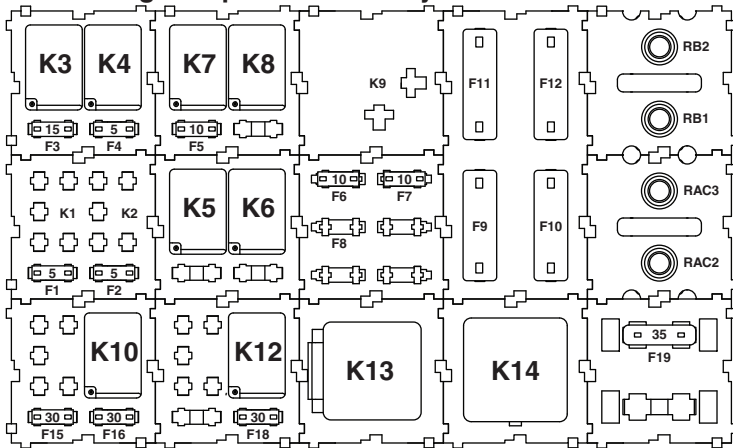 K3 K4 K7 K8 K9 F11 F12 RB2
RB1
15 5 10
F3 F4 F5
K1 K2 K5 K6 10 10
F6 F7
F8 F9 F10 RAC3
RAC2
5 5
F1 F2
K10 K12 K13 K14 35
F19
30 30 30
F15 F16 F18